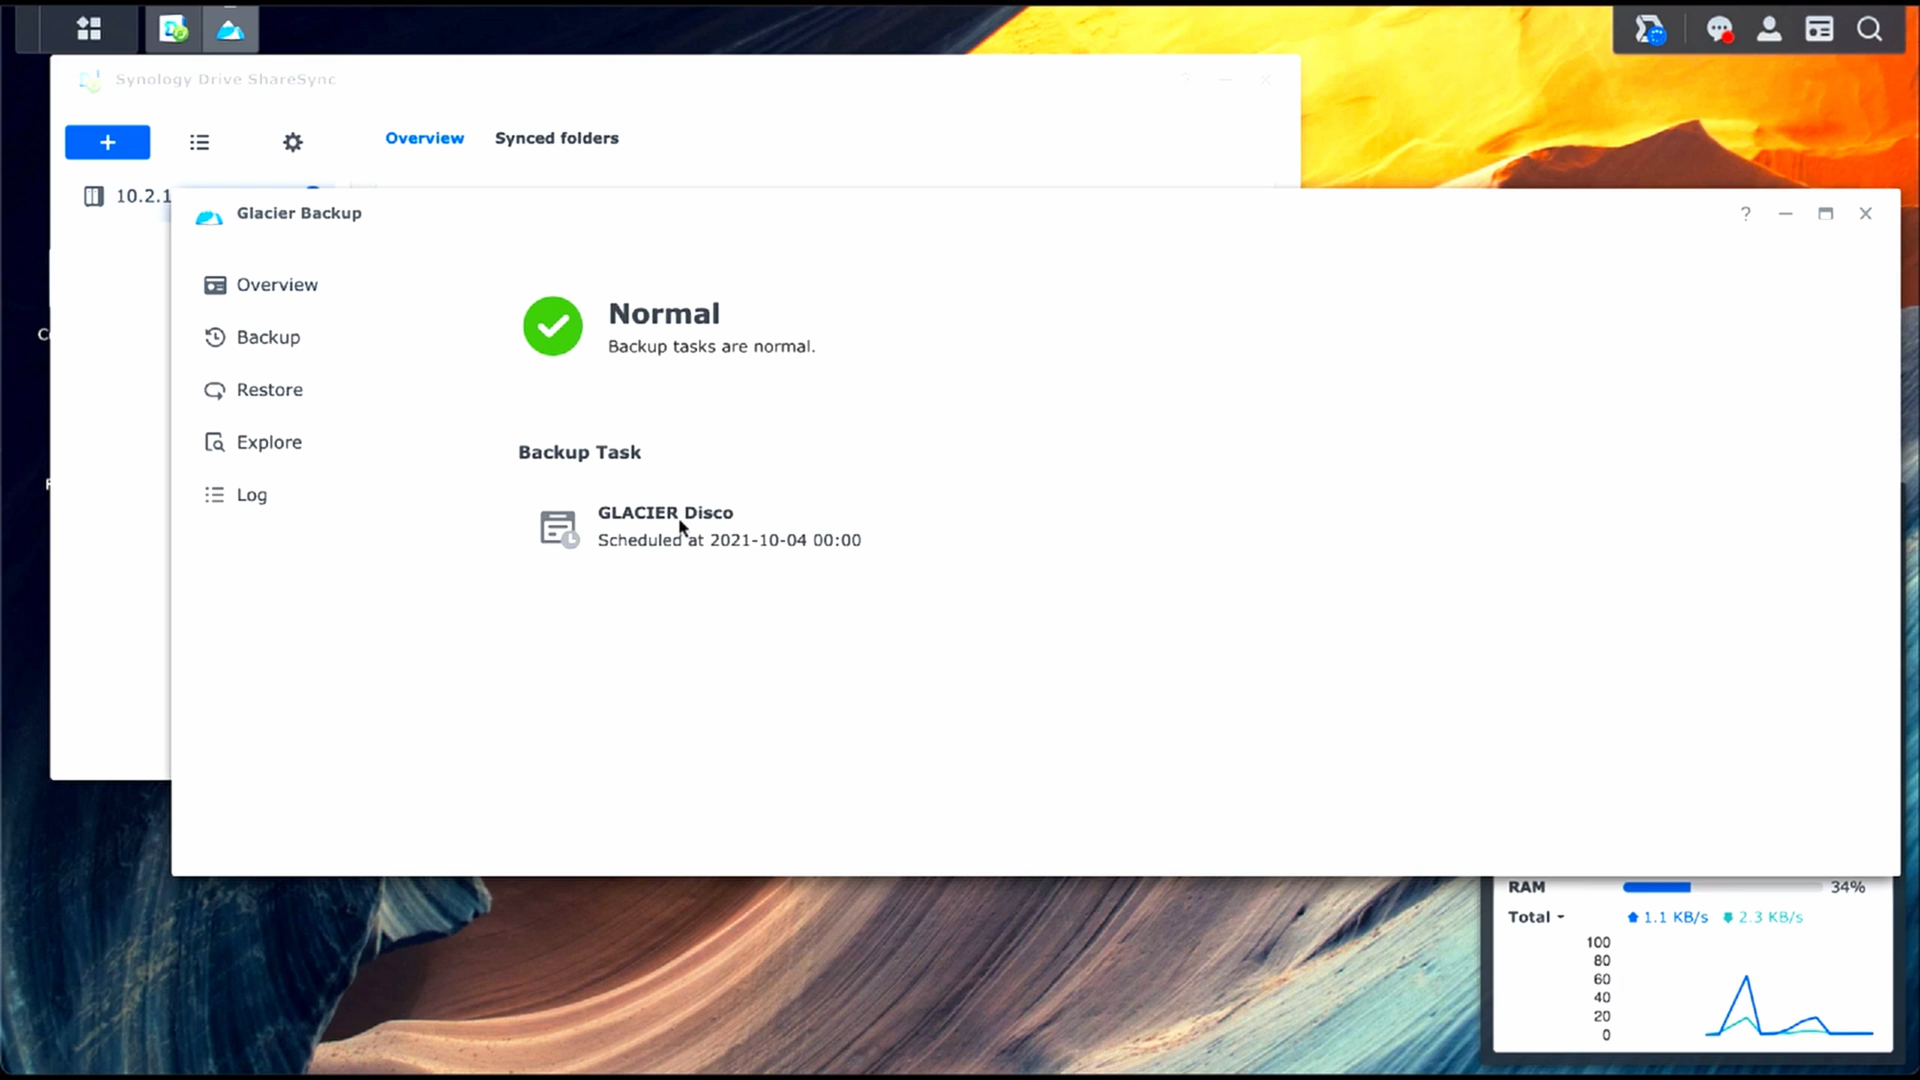 Synology Drive ShareSync
?
+
Overview
Synced folders
10.2.1
Glacier Backup
?
Overview
Backup
Restore
Explore
Log
Normal
Backup tasks are normal.
Backup Task
GLACIER Disco
Scheduled at 2021-10-04 00:00
RAM
34%
Total
1.1 KB/s
2.3 KB/s
100
80
60
40
20
0